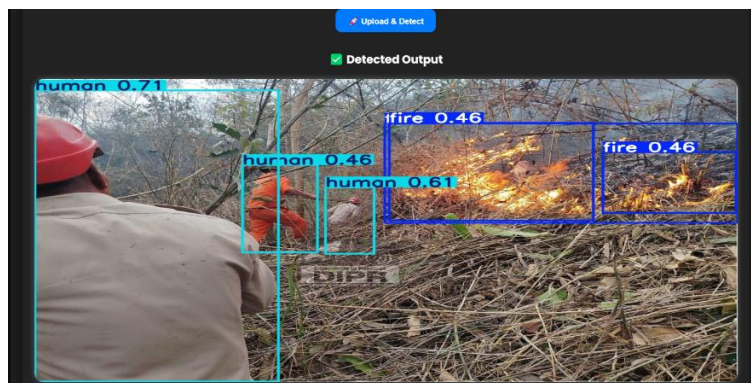 🚀 Upload & Detect
✅ Detected Output
human 0.71
fire 0.46
fire 0.46
human 0.46
human 0.61
DIPR